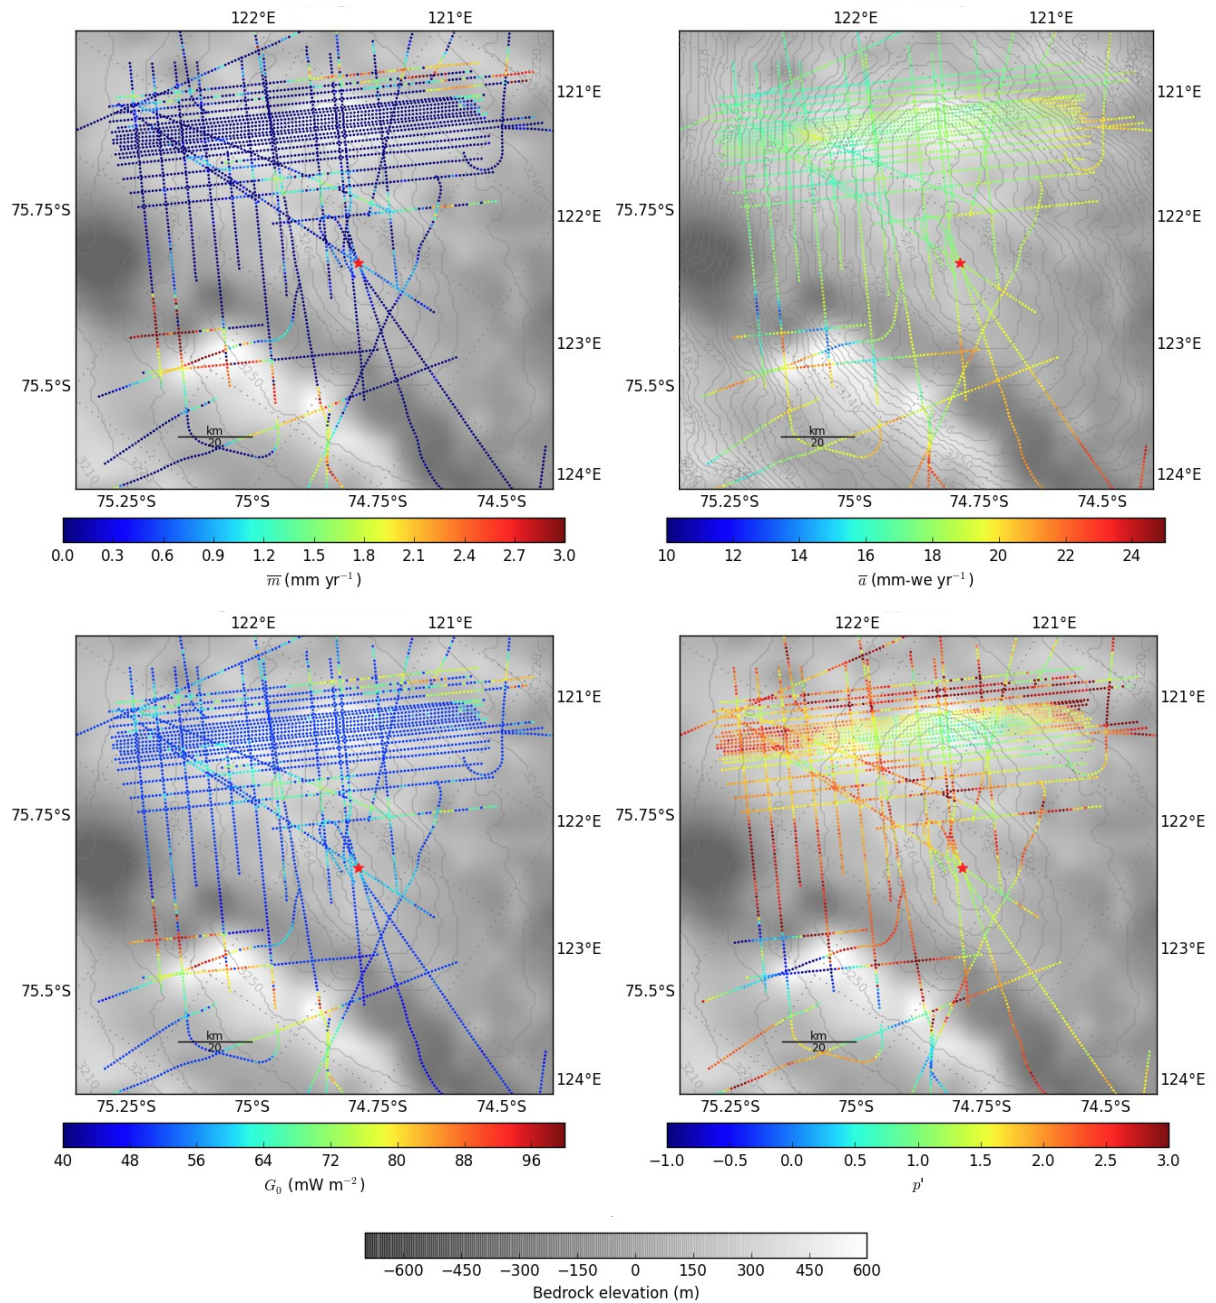 122°E 121°E 122°E 121°E
121°E 121°E
75.75°S 122°E 75.75°S 122°E
123°E 123°E
75.5°S 3250 75.5°S
km km
20 20
3210 124°E 124°E
75.25°S 75°S 74.75°S 74.5°S 75.25°S 75°S 74.75°S 74.5°S
0.0 0.3 0.6 0.9 1.2 1.5 1.8 2.1 2.4 2.7 3.0 10 12 14 16 18 20 22 24
m̅ (mm yr⁻¹) a̅ (mm-we yr⁻¹)
122°E 121°E 122°E 121°E
121°E 121°E
75.75°S 122°E 75.75°S 122°E
123°E 123°E
75.5°S 3250 75.5°S 3250
km km
20 20
3210 124°E 3210 124°E
75.25°S 75°S 74.75°S 74.5°S 75.25°S 75°S 74.75°S 74.5°S
40 48 56 64 72 80 88 96 −1.0 −0.5 0.0 0.5 1.0 1.5 2.0 2.5 3.0
G₀ (mW m⁻²) p'
−600 −450 −300 −150 0 150 300 450 600
Bedrock elevation (m)